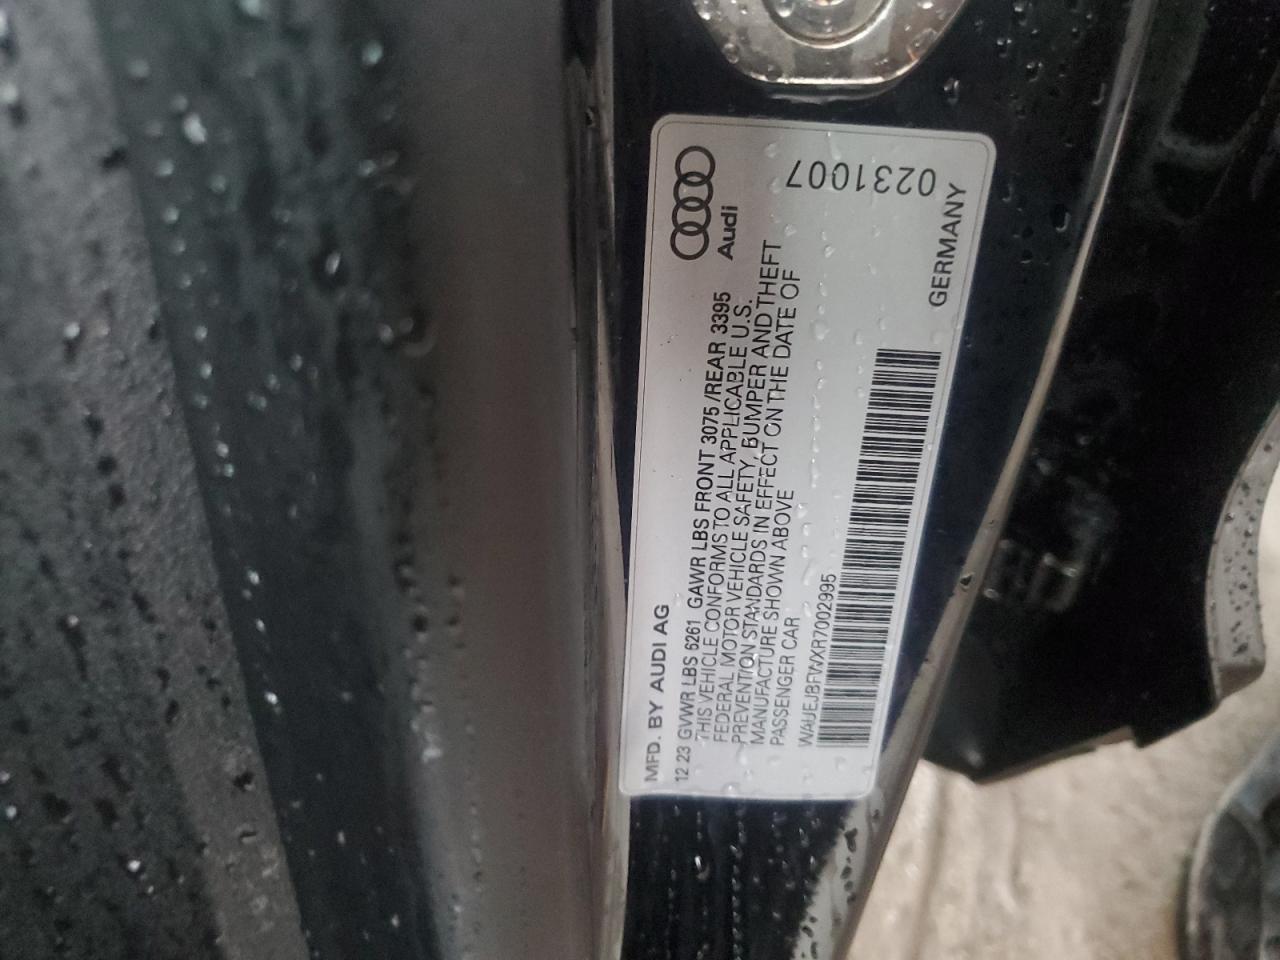 Audi
0231007
MFD. BY AUDI AG
12 23 GVWR LBS 6261 GAWR LBS FRONT 3075 /REAR 3395
THIS VEHICLE CONFORMS TO ALL APPLICABLE U.S.
FEDERAL MOTOR VEHICLE SAFETY, BUMPER AND THEFT
PREVENTION STANDARDS IN EFFECT ON THE DATE OF
MANUFACTURE SHOWN ABOVE
PASSENGER CAR
WAUEJBFWXR7002995
GERMANY